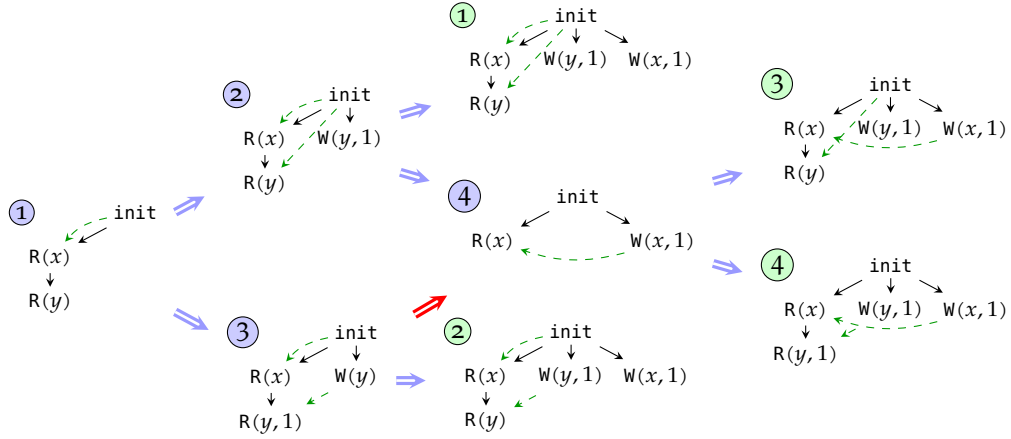 1
init
R(x)
R(y)
2
init
R(x) W(y, 1)
R(y)
3
init
R(x) W(y)
R(y, 1)
1
init
R(x) W(y, 1) W(x, 1)
R(y)
4
init
R(x) W(x, 1)
2
init
R(x) W(y, 1) W(x, 1)
R(y)
3
init
R(x) W(y, 1) W(x, 1)
R(y)
4
init
R(x) W(y, 1) W(x, 1)
R(y, 1)